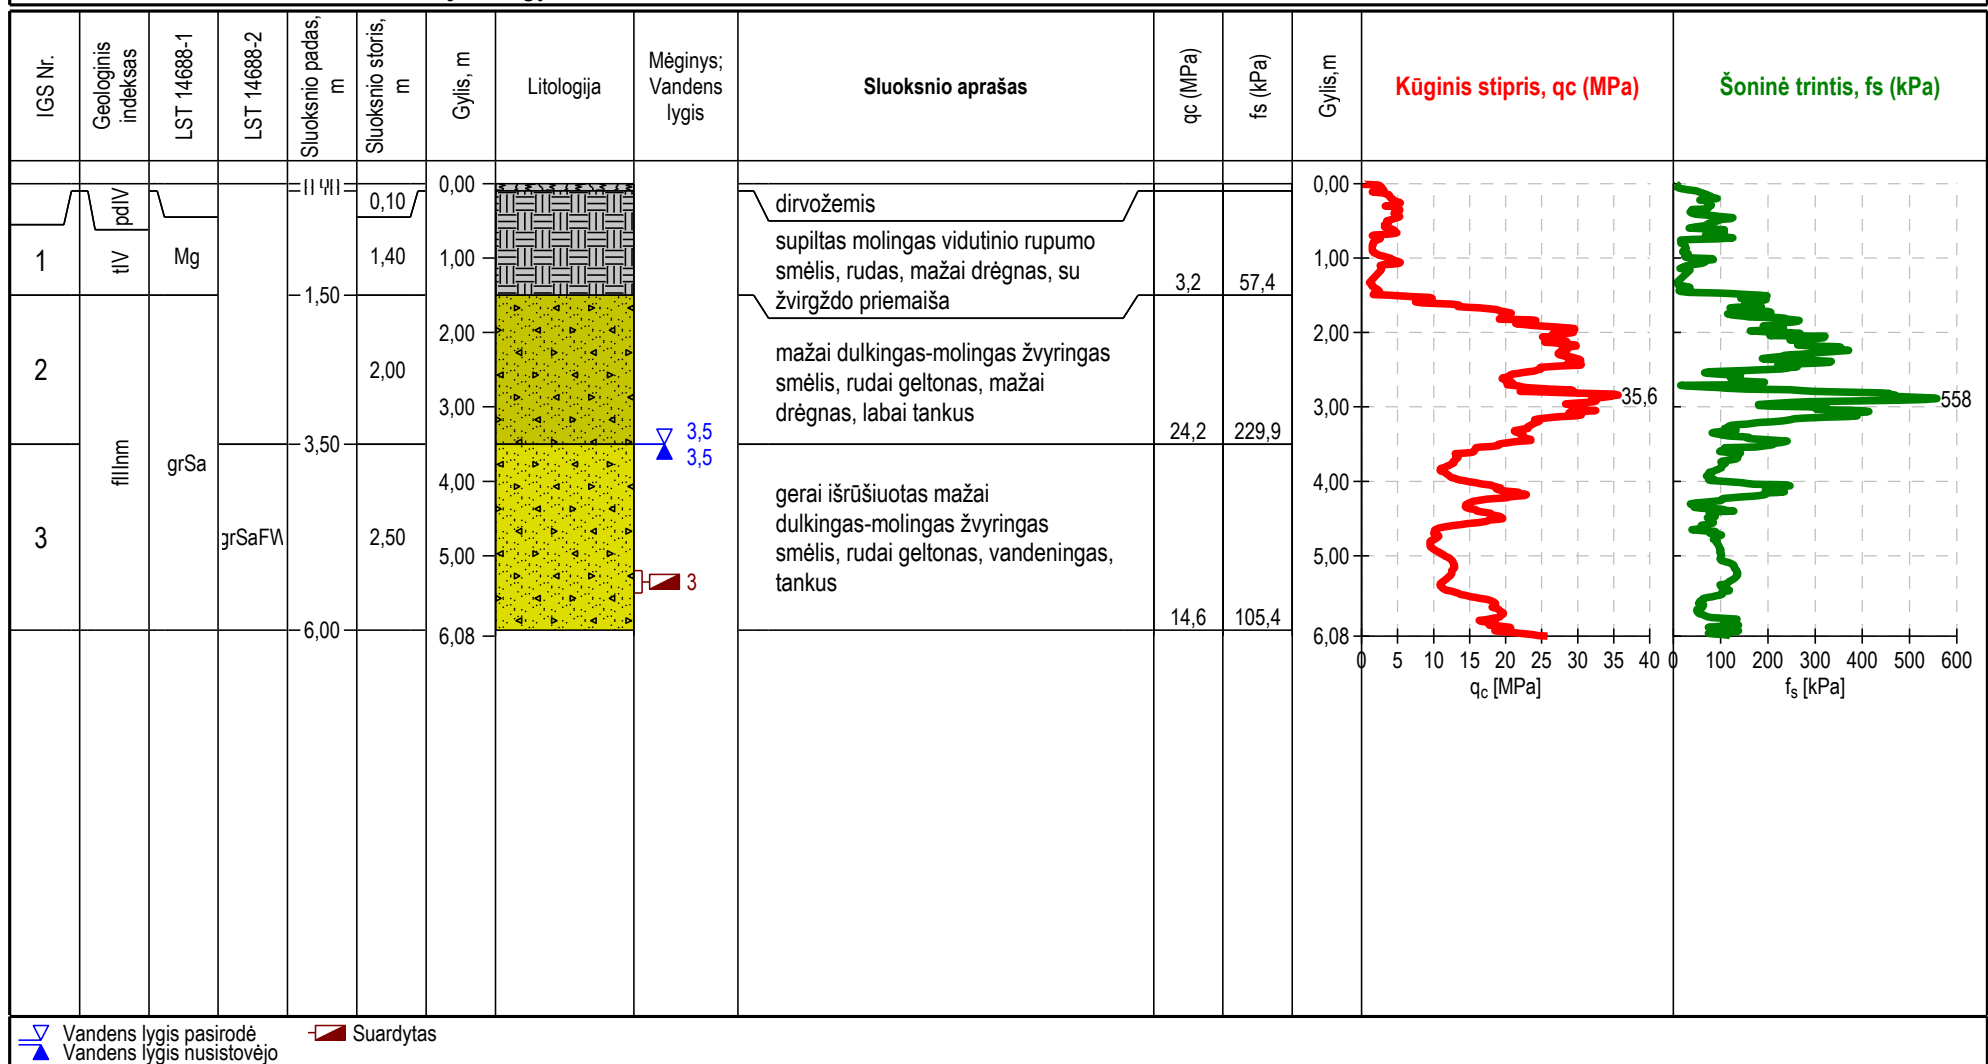 IGS Nr.
Geologinis
indeksas
LST 14688-1
LST 14688-2
Sluoksnio padas,
m
Sluoksnio storis,
m
Gylis, m
Litologija
Mėginys;
Vandens
lygis
Sluoksnio aprašas
qc (MPa)
fs (kPa)
Gylis,m
Kūginis stipris, qc (MPa)
Šoninė trintis, fs (kPa)
pdIV
0,10
0,00
dirvožemis
0,00
1
tIV
Mg
1,40
1,00
supiltas molingas vidutinio rupumo
smėlis, rudas, mažai drėgnas, su
žvirgždo priemaiša
3,2
57,4
1,00
1,50
2
2,00
2,00
mažai dulkingas-molingas žvyringas
smėlis, rudai geltonas, mažai
drėgnas, labai tankus
24,2
229,9
2,00
3,00
3,00
35,6
558
3,50
3,5
3,5
fIIInm
grSa
3
grSaFW
2,50
4,00
5,00
gerai išrūšiuotas mažai
dulkingas-molingas žvyringas
smėlis, rudai geltonas, vandeningas,
tankus
14,6
105,4
4,00
5,00
3
6,00
6,08
6,08
0 5 10 15 20 25 30 35 40
qc [MPa]
0 100 200 300 400 500 600
fs [kPa]
Vandens lygis pasirodė
Vandens lygis nusistovėjo
Suardytas